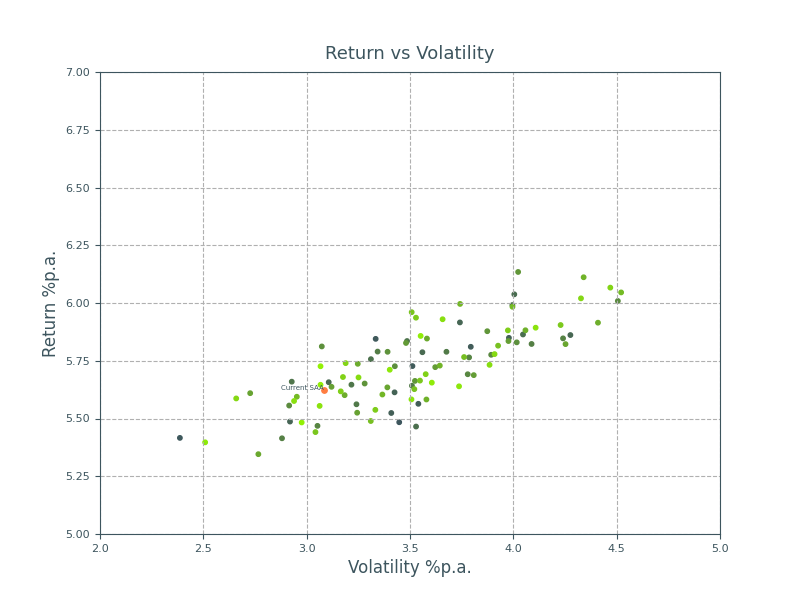 Return vs Volatility
7.00
6.75
6.50
6.25
6.00
5.75
5.50
5.25
5.00
Return %p.a.
Current SAA
2.0 2.5 3.0 3.5 4.0 4.5 5.0
Volatility %p.a.